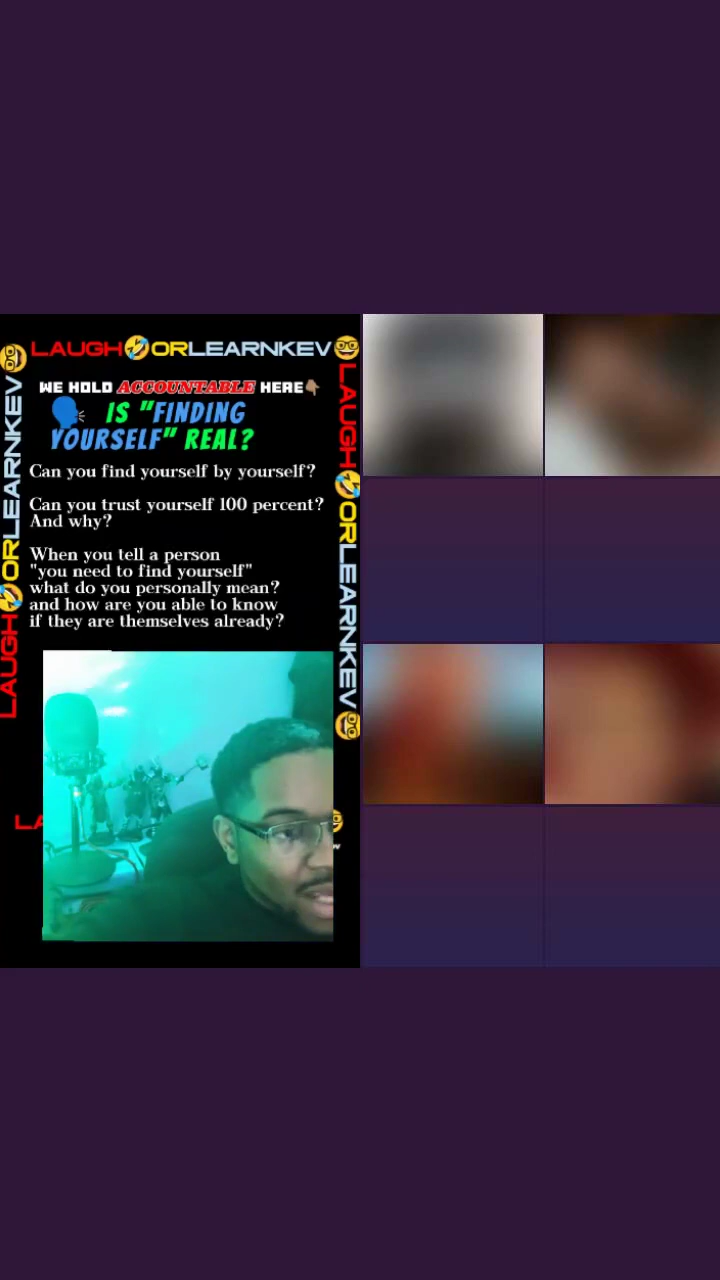 LAUGH🤣ORLEARNKEV🤓
WE HOLD ACCOUNTABLE HERE👇🏽
🗣 IS "FINDING
YOURSELF" REAL?
Can you find yourself by yourself?
Can you trust yourself 100 percent?
And why?
When you tell a person
"you need to find yourself"
what do you personally mean?
and how are you able to know
if they are themselves already?
LAUGH🤣ORLEARNKEV🤓
LAUGH🤣ORLEARNKEV🤓
LA